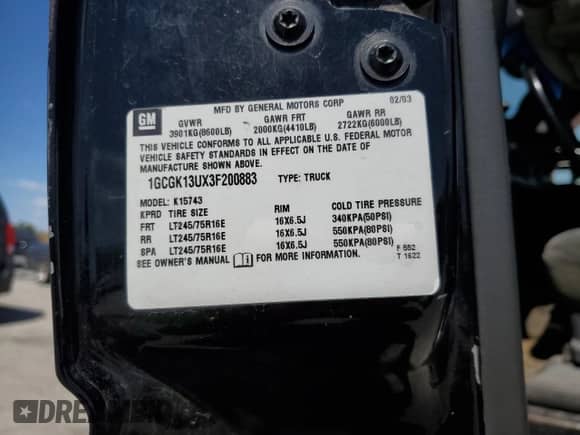 GM
MFD BY GENERAL MOTORS CORP 02/03
GVWR GAWR FRT GAWR RR
3901KG(8600LB) 2000KG(4410LB) 2722KG(6000LB)
THIS VEHICLE CONFORMS TO ALL APPLICABLE U.S. FEDERAL MOTOR
VEHICLE SAFETY STANDARDS IN EFFECT ON THE DATE OF
MANUFACTURE SHOWN ABOVE.
1GCGK13UX3F200883 TYPE: TRUCK
MODEL: K15743
KPRD TIRE SIZE RIM COLD TIRE PRESSURE
FRT LT245/75R16E 16X6.5J 340KPA(50PSI)
RR LT245/75R16E 16X6.5J 550KPA(80PSI)
SPA LT245/75R16E 16X6.5J 550KPA(80PSI)
SEE OWNER'S MANUAL FOR MORE INFORMATION. F 552
T 1622